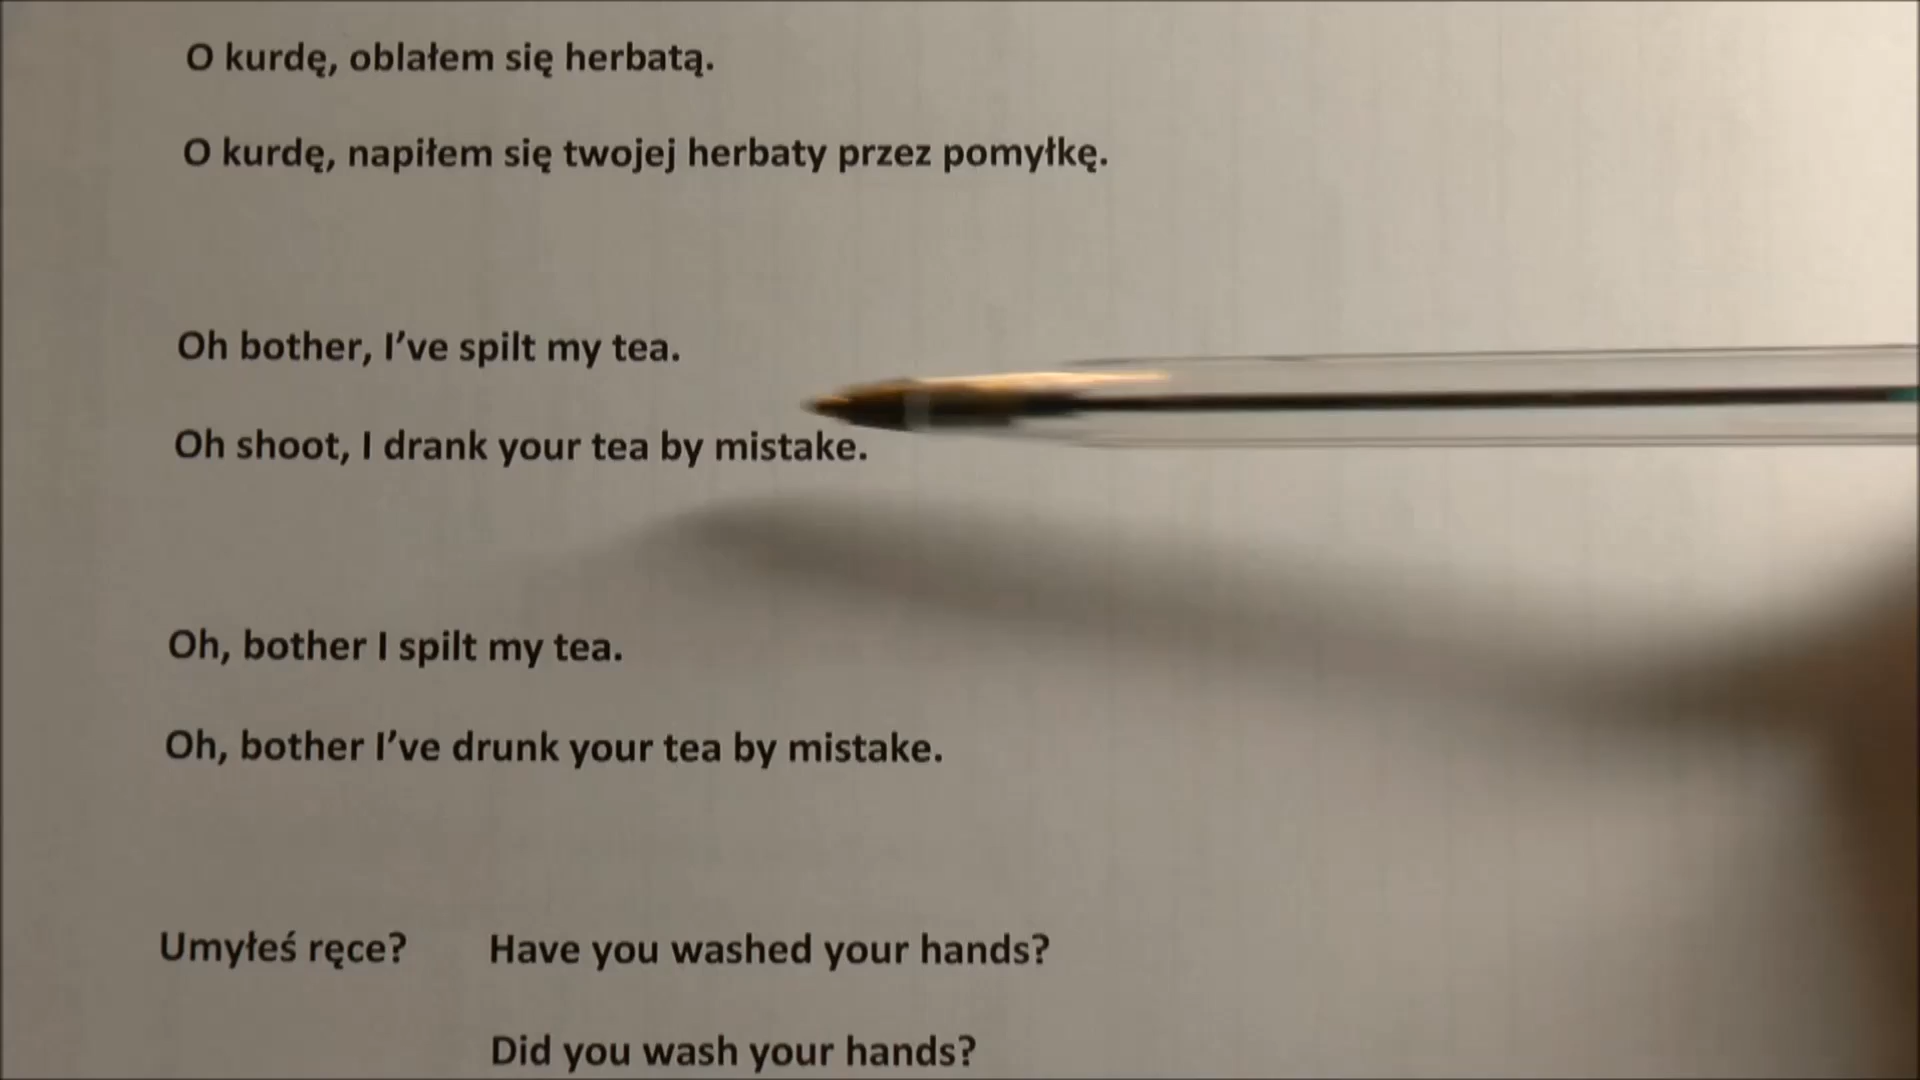 O kurdę, oblałem się herbatą.
O kurdę, napiłem się twojej herbaty przez pomyłkę.
Oh bother, I’ve spilt my tea.
Oh shoot, I drank your tea by mistake.
Oh, bother I spilt my tea.
Oh, bother I’ve drunk your tea by mistake.
Umyłeś ręce? Have you washed your hands?
Did you wash your hands?